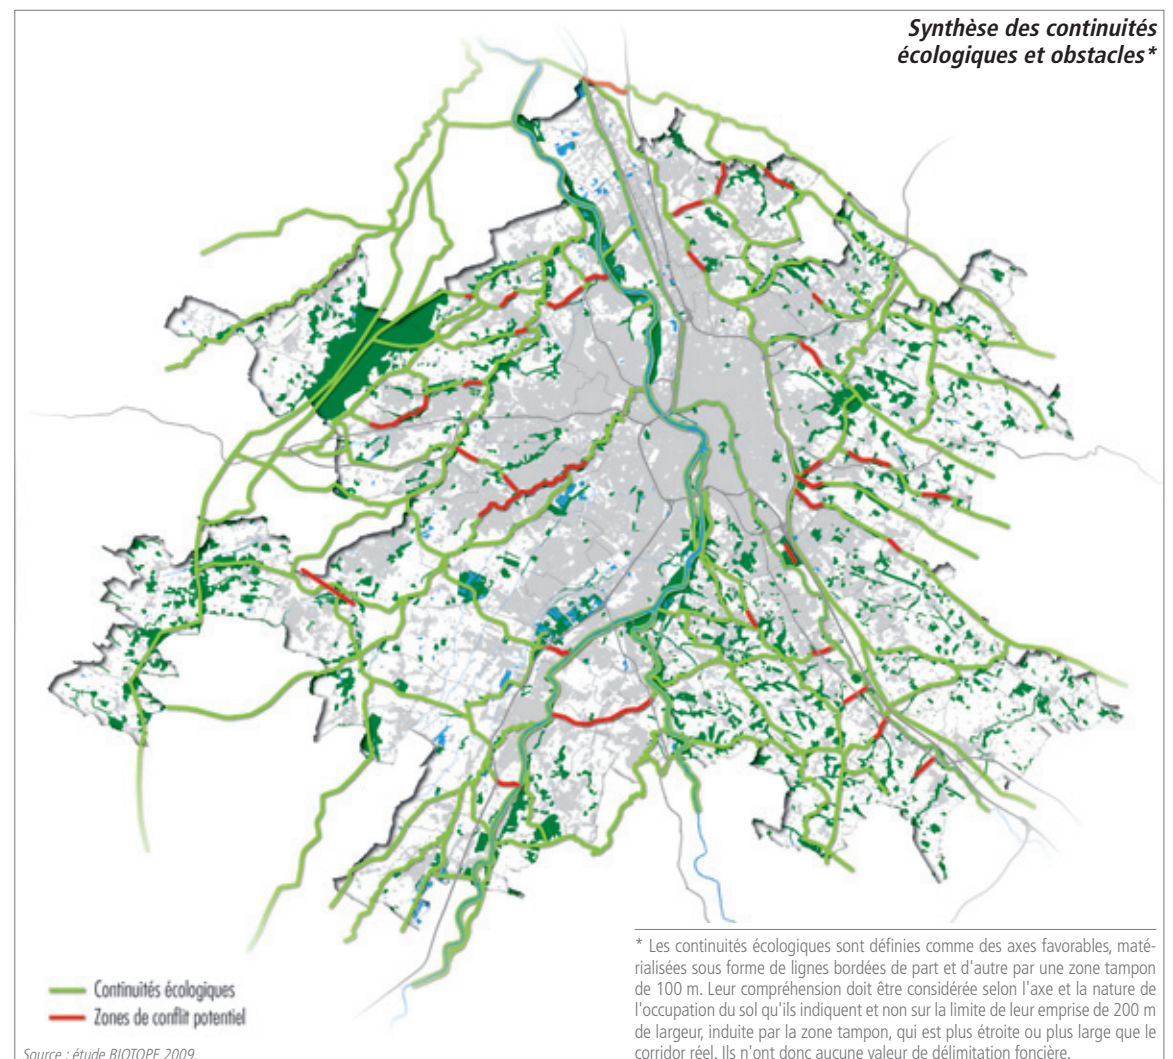 Synthèse des continuités
écologiques et obstacles*
Continuités écologiques
Zones de conflit potentiel
Source : étude BIOTOPE 2009.
* Les continuités écologiques sont définies comme des axes favorables, maté-
rialisées sous forme de lignes bordées de part et d'autre par une zone tampon
de 100 m. Leur compréhension doit être considérée selon l'axe et la nature de
l'occupation du sol qu'ils indiquent et non sur la limite de leur emprise de 200 m
de largeur, induite par la zone tampon, qui est plus étroite ou plus large que le
corridor réel. Ils n'ont donc aucune valeur de délimitation foncière.